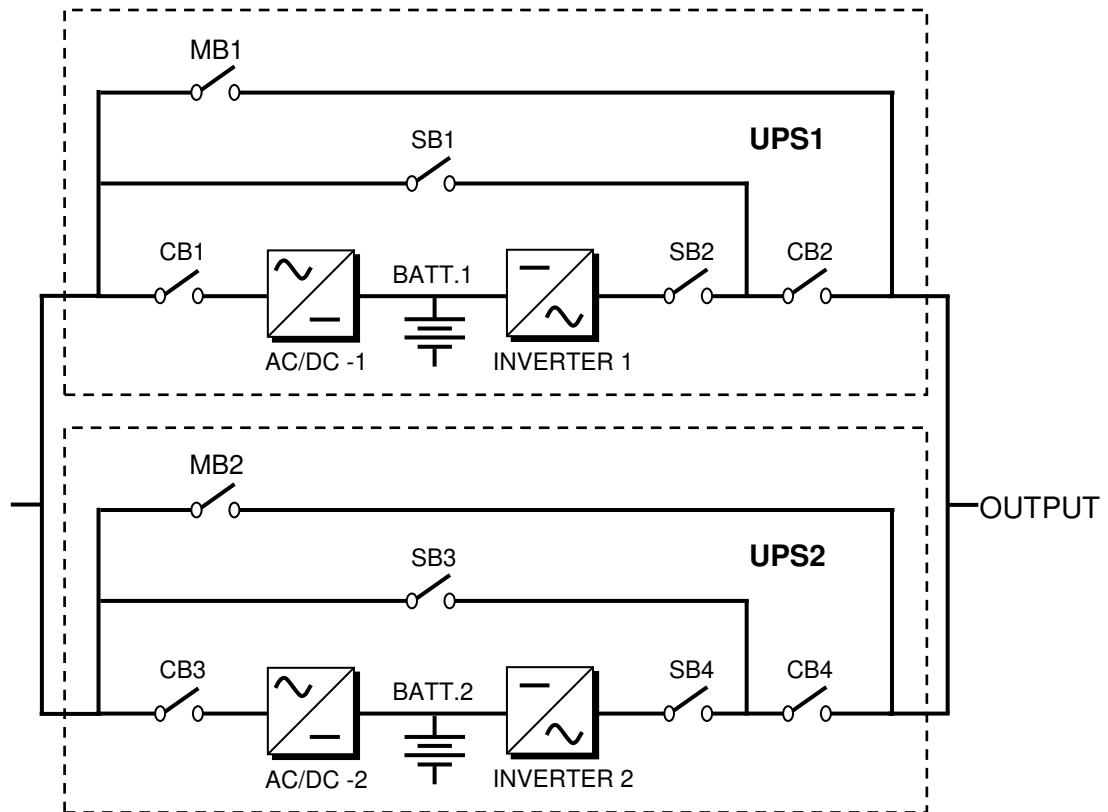 MB1
SB1
UPS1
CB1
BATT.1
SB2
CB2
AC/DC -1
INVERTER 1
MB2
OUTPUT
SB3
UPS2
CB3
BATT.2
SB4
CB4
AC/DC -2
INVERTER 2